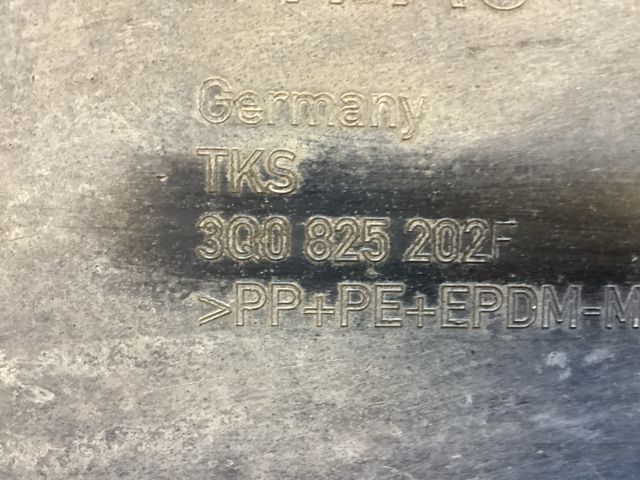 Germany
TKS
3Q0 825 202F
>PP+PE+EPDM-M